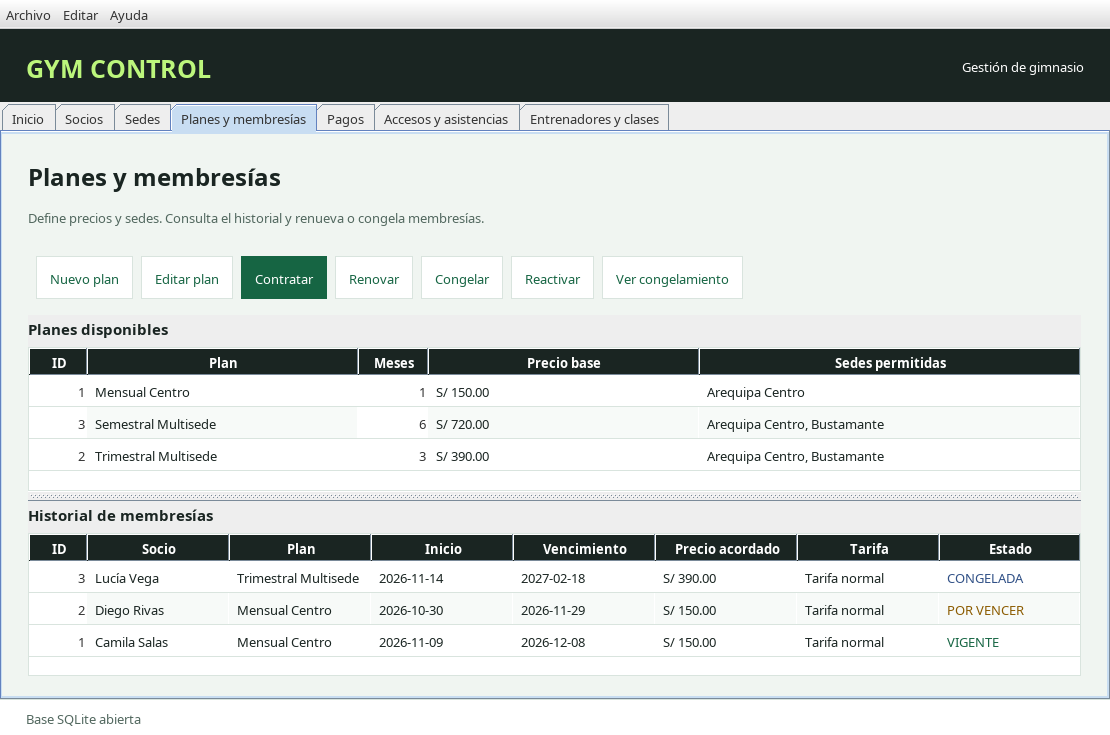 Archivo Editar Ayuda
GYM CONTROL
Gestión de gimnasio
Inicio Socios Sedes Planes y membresías Pagos Accesos y asistencias Entrenadores y clases
Planes y membresías
Define precios y sedes. Consulta el historial y renueva o congela membresías.
Nuevo plan Editar plan Contratar Renovar Congelar Reactivar Ver congelamiento
Planes disponibles
ID Plan Meses Precio base Sedes permitidas
1 Mensual Centro 1 S/ 150.00 Arequipa Centro
3 Semestral Multisede 6 S/ 720.00 Arequipa Centro, Bustamante
2 Trimestral Multisede 3 S/ 390.00 Arequipa Centro, Bustamante
Historial de membresías
ID Socio Plan Inicio Vencimiento Precio acordado Tarifa Estado
3 Lucía Vega Trimestral Multisede 2026-11-14 2027-02-18 S/ 390.00 Tarifa normal CONGELADA
2 Diego Rivas Mensual Centro 2026-10-30 2026-11-29 S/ 150.00 Tarifa normal POR VENCER
1 Camila Salas Mensual Centro 2026-11-09 2026-12-08 S/ 150.00 Tarifa normal VIGENTE
Base SQLite abierta